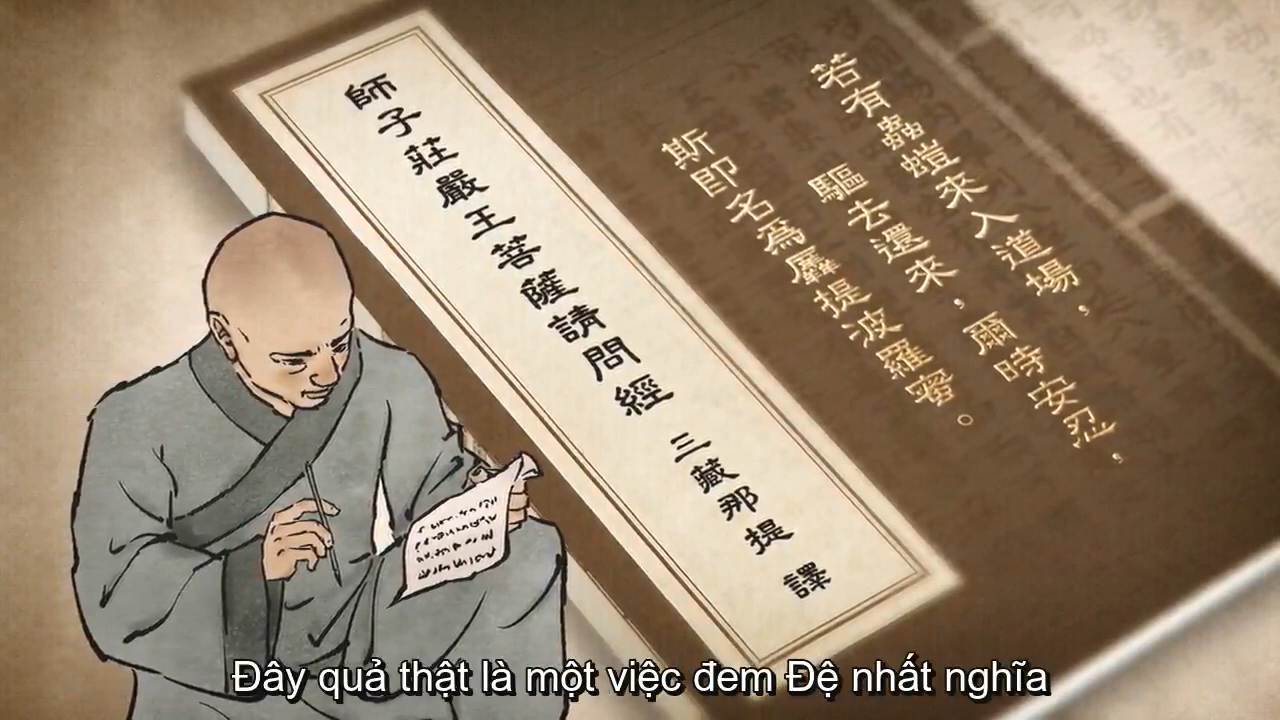 師子莊嚴王菩薩請問經 三藏那提 譯
若有蟲螘來入道場，
驅去還來，爾時安忍，
斯即名為羼提波羅蜜。
Đây quả thật là một việc đem Đệ nhất nghĩa